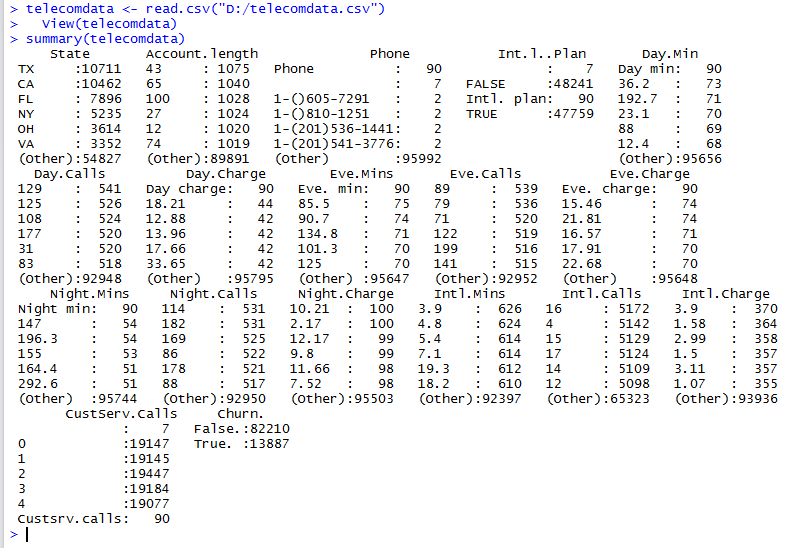 > telecomdata <- read.csv("D:/telecomdata.csv")
>   View(telecomdata)
> summary(telecomdata)
     State       Account.length              Phone           Int.l..Plan      Day.Min
 TX     :10711   43     : 1075   Phone           :   90            :    7   Day min:   90
 CA     :10462   65     : 1040                   :    7   FALSE     :48241   36.2   :   73
 FL     : 7896   100    : 1028   1-()605-7291    :    2   Intl. plan:   90   192.7  :   71
 NY     : 5235   27     : 1024   1-()810-1251    :    2   TRUE      :47759   23.1   :   70
 OH     : 3614   12     : 1020   1-(201)536-1441:    2                      88     :   69
 VA     : 3352   74     : 1019   1-(201)541-3776:    2                      12.4   :   68
 (Other):54827   (Other):89891   (Other)         :95992                      (Other):95656
   Day.Calls        Day.Charge       Eve.Mins       Eve.Calls         Eve.Charge
 129    :  541   Day charge:   90   Eve. min:   90   89     :  539   Eve. charge:   90
 125    :  526   18.21     :   44   85.5    :   75   79     :  536   15.46      :   74
 108    :  524   12.88     :   42   90.7    :   74   71     :  520   21.81      :   74
 177    :  520   13.96     :   42   134.8   :   71   122    :  519   16.57      :   71
 31     :  520   17.66     :   42   101.3   :   70   199    :  516   17.91      :   70
 83     :  518   33.65     :   42   125     :   70   141    :  515   22.68      :   70
 (Other):92948   (Other)   :95795   (Other) :95647   (Other):92952   (Other)    :95648
     Night.Mins     Night.Calls     Night.Charge     Intl.Mins       Intl.Calls     Intl.Charge
 Night min:   90   114    :  531   10.21  :  100   3.9    :  626   16     : 5172   3.9    :  370
 147      :   54   182    :  531   2.17   :  100   4.8    :  624   4      : 5142   1.58   :  364
 196.3    :   54   169    :  525   12.17  :   99   5.4    :  614   15     : 5129   2.99   :  358
 155      :   53   86     :  522   9.8    :   99   7.1    :  614   17     : 5124   1.5    :  357
 164.4    :   51   178    :  521   11.66  :   98   19.3   :  612   14     : 5109   3.11   :  357
 292.6    :   51   88     :  517   7.52   :   98   18.2   :  610   12     : 5098   1.07   :  355
 (Other)  :95744   (Other):92950   (Other):95503   (Other):92397   (Other):65323   (Other):93936
      CustServ.Calls     Churn.
               :    7   False.:82210
 0             :19147   True. :13887
 1             :19145
 2             :19447
 3             :19184
 4             :19077
 Custsrv.calls:   90
>